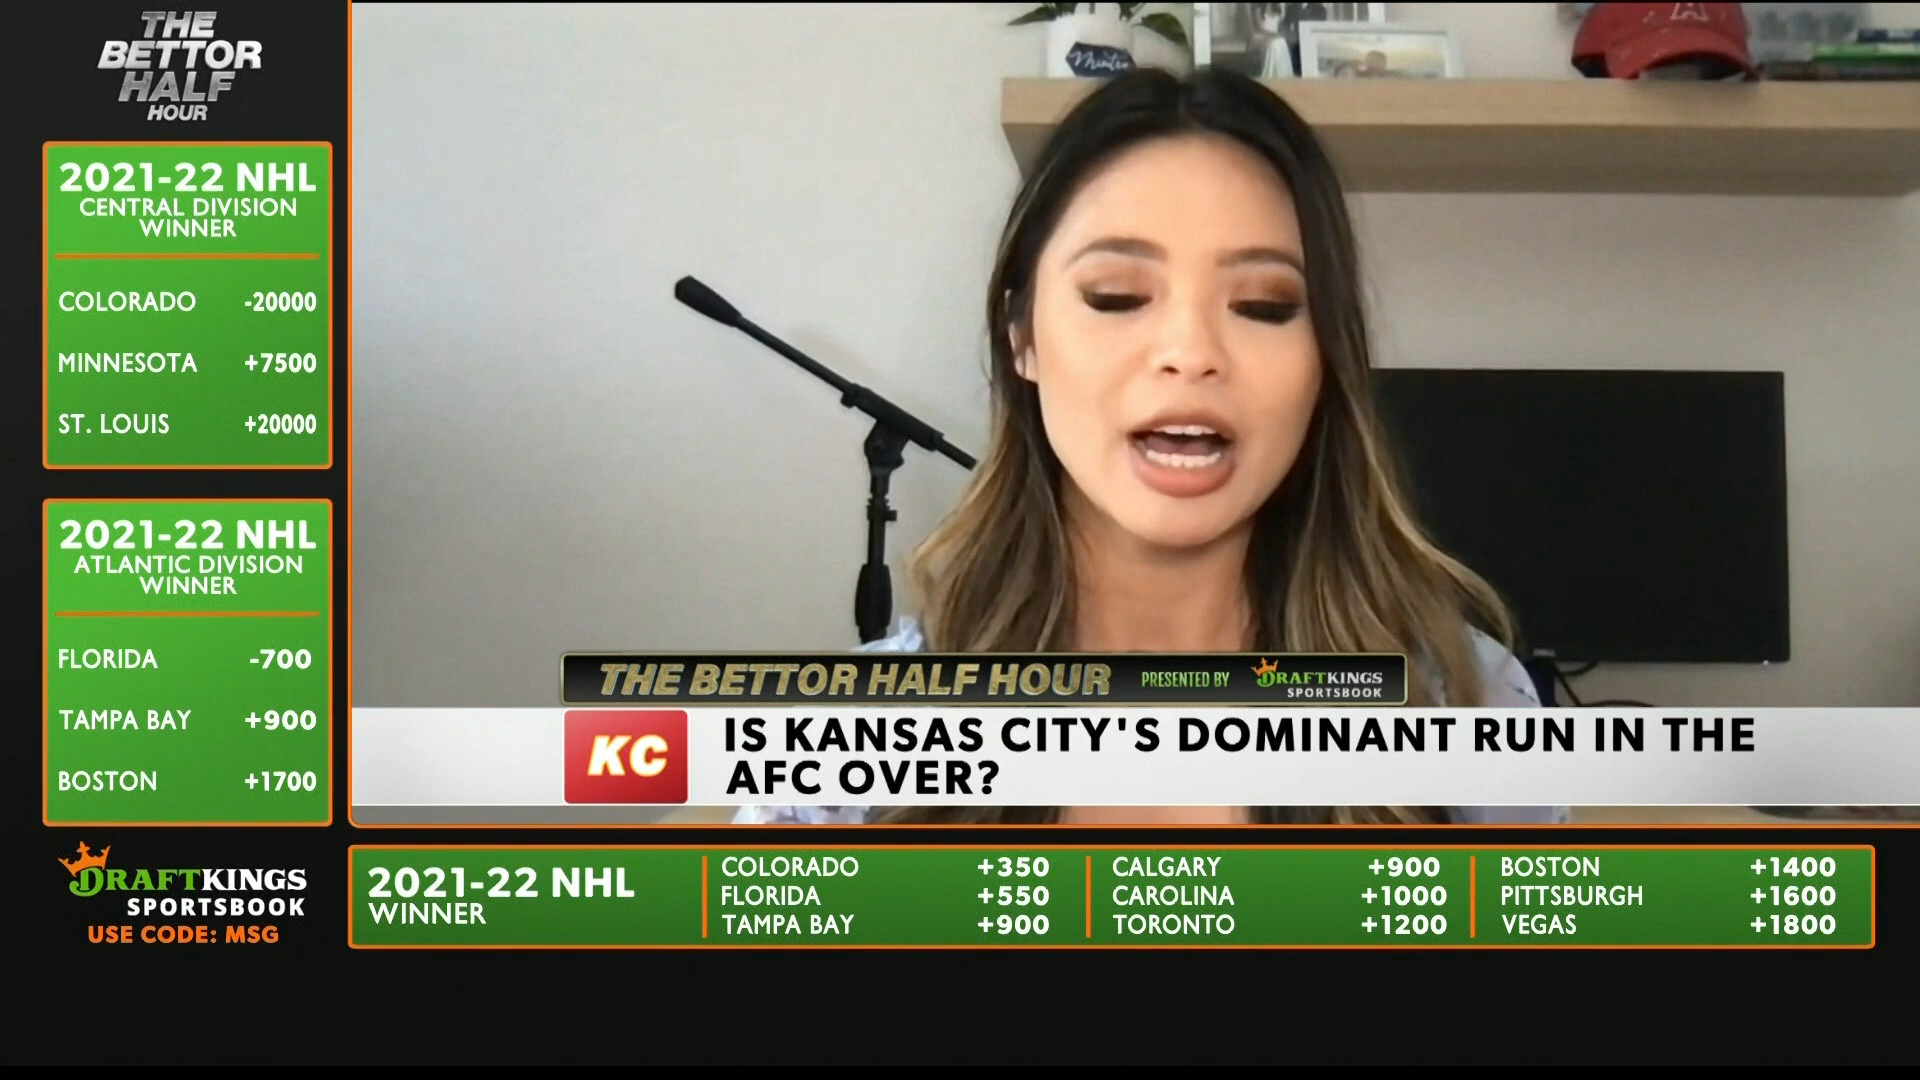 THE
BETTOR
HALF
HOUR
2021-22 NHL
CENTRAL DIVISION
WINNER
COLORADO -20000
MINNESOTA +7500
ST. LOUIS +20000
2021-22 NHL
ATLANTIC DIVISION
WINNER
FLORIDA -700
TAMPA BAY +900
BOSTON +1700
DRAFTKINGS
SPORTSBOOK
USE CODE: MSG
A
THE BETTOR HALF HOUR PRESENTED BY DRAFTKINGS
SPORTSBOOK
KC
IS KANSAS CITY'S DOMINANT RUN IN THE
AFC OVER?
2021-22 NHL
WINNER
COLORADO +350
FLORIDA +550
TAMPA BAY +900
CALGARY +900
CAROLINA +1000
TORONTO +1200
BOSTON +1400
PITTSBURGH +1600
VEGAS +1800